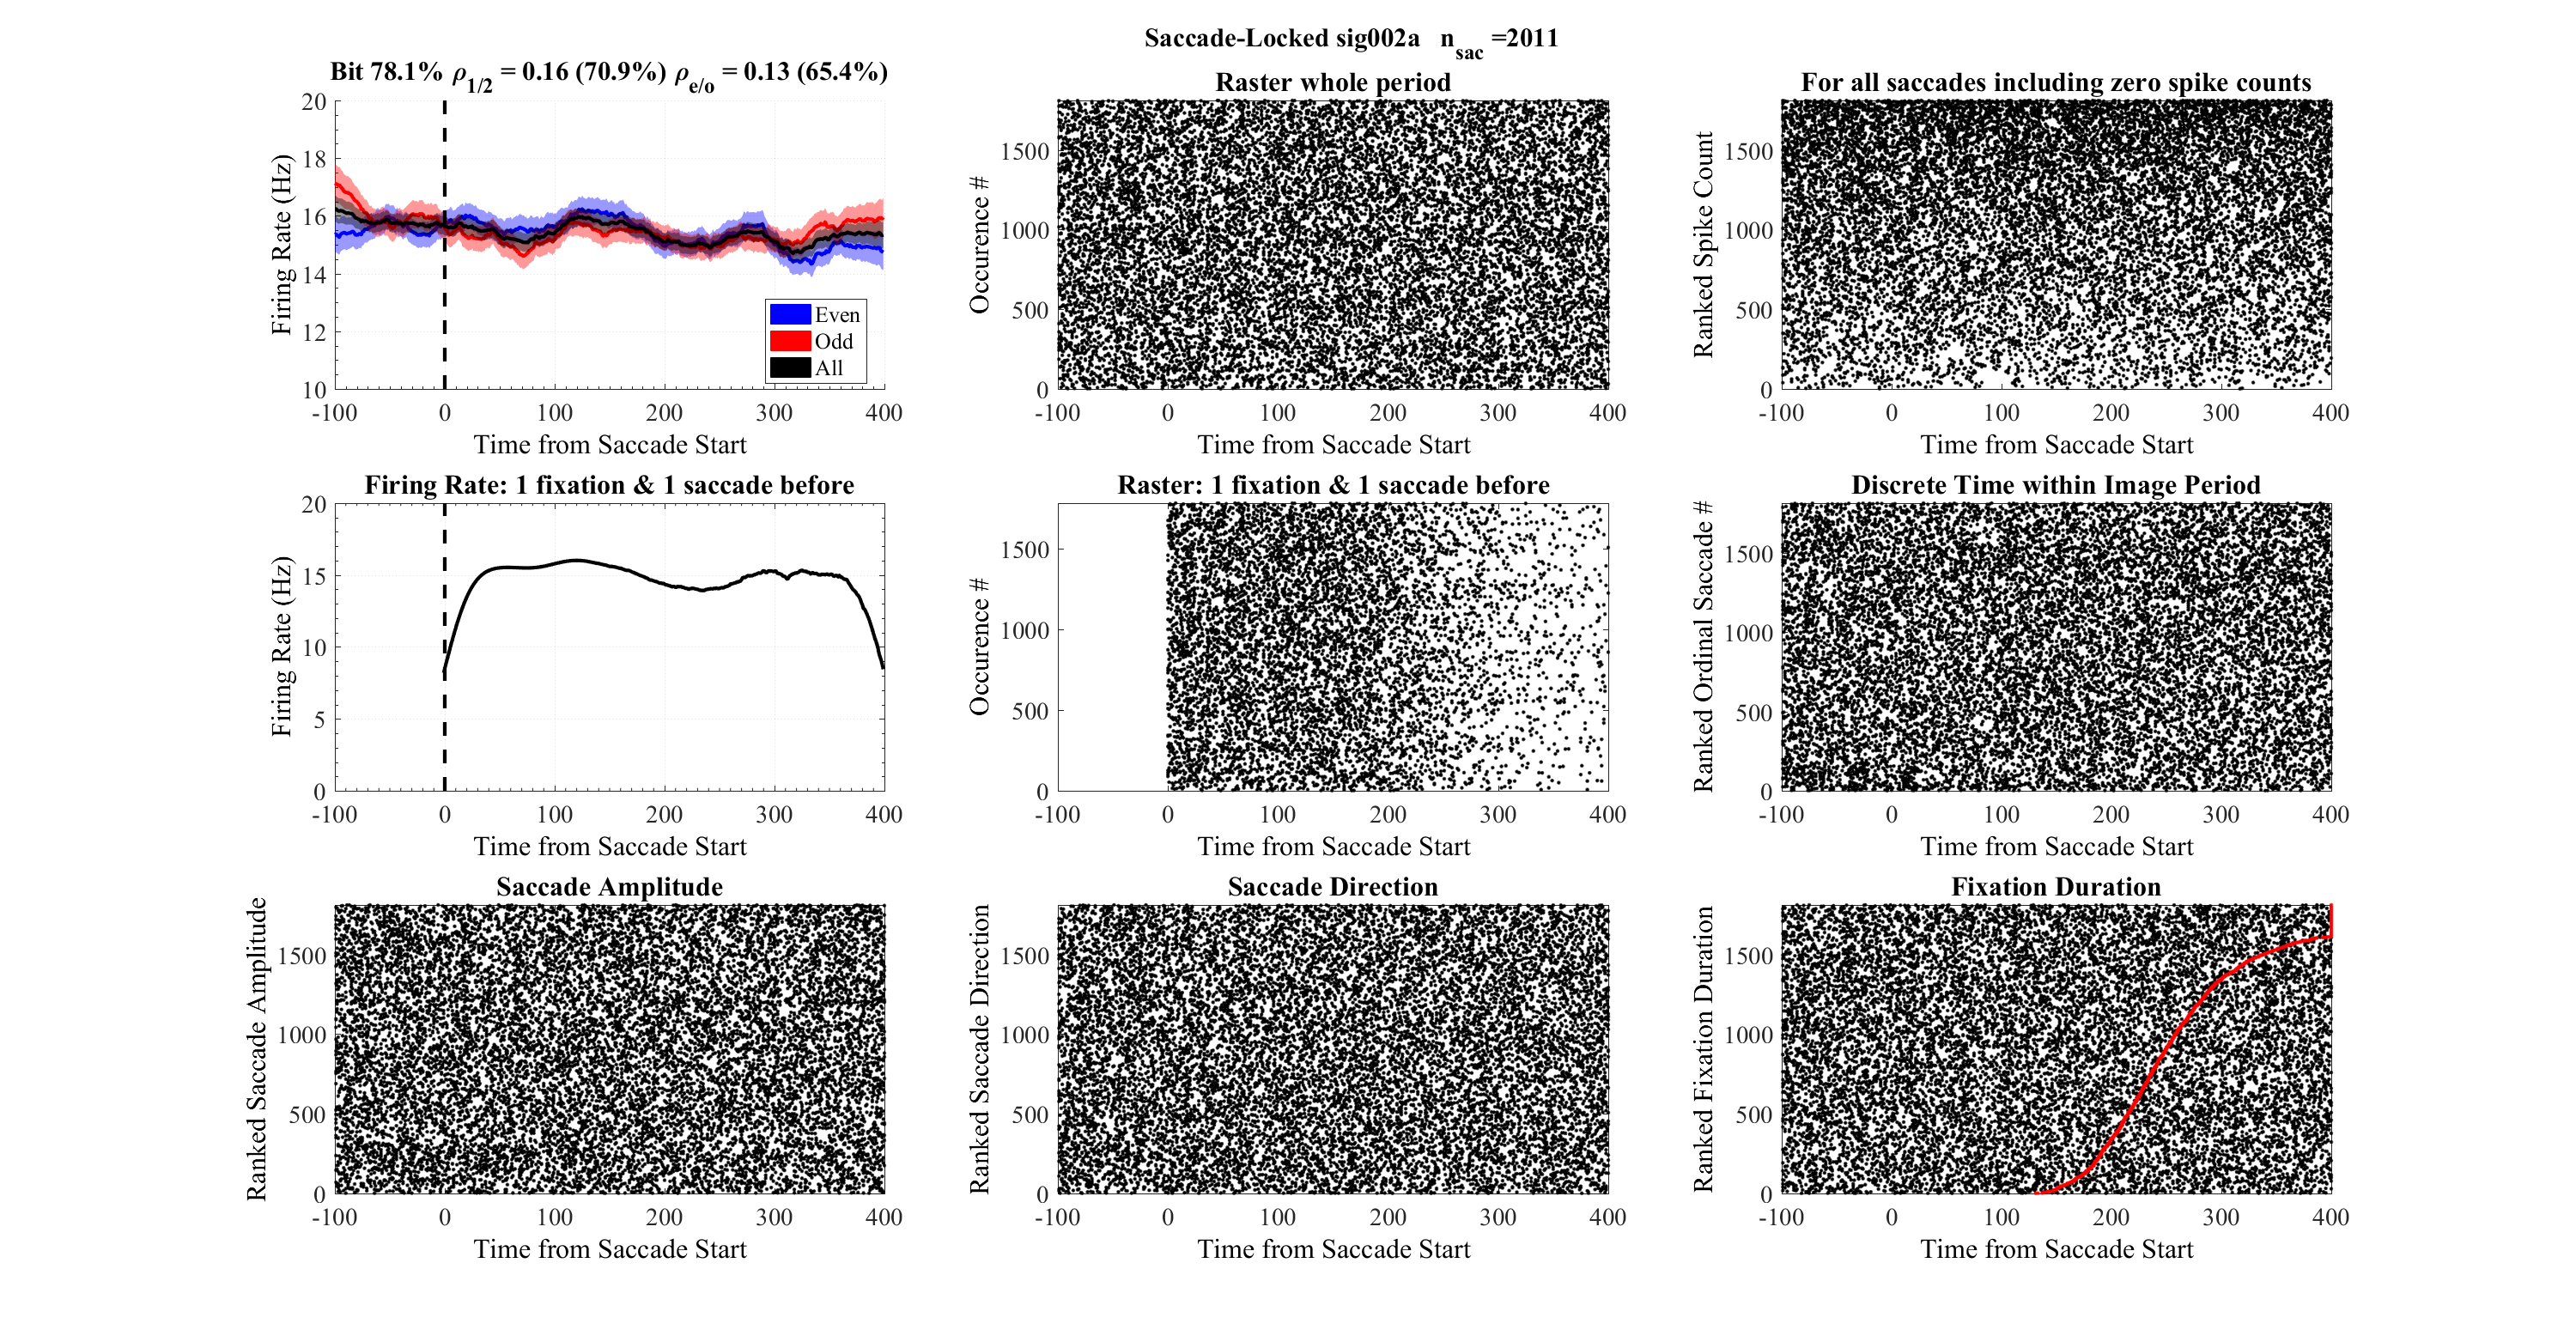 Saccade-Locked sig002a n_sac =2011
Bit 78.1% ρ_1/2 = 0.16 (70.9%) ρ_e/o = 0.13 (65.4%)
Firing Rate (Hz)
20
18
16
14
12
10
Even
Odd
All
-100 0 100 200 300 400
Time from Saccade Start
Raster whole period
Occurence #
1500
1000
500
0
-100 0 100 200 300 400
Time from Saccade Start
For all saccades including zero spike counts
Ranked Spike Count
1500
1000
500
0
-100 0 100 200 300 400
Time from Saccade Start
Firing Rate: 1 fixation & 1 saccade before
Firing Rate (Hz)
20
15
10
5
0
-100 0 100 200 300 400
Time from Saccade Start
Raster: 1 fixation & 1 saccade before
Occurence #
1500
1000
500
0
-100 0 100 200 300 400
Time from Saccade Start
Discrete Time within Image Period
Ranked Ordinal Saccade #
1500
1000
500
0
-100 0 100 200 300 400
Time from Saccade Start
Saccade Amplitude
Ranked Saccade Amplitude
1500
1000
500
0
-100 0 100 200 300 400
Time from Saccade Start
Saccade Direction
Ranked Saccade Direction
1500
1000
500
0
-100 0 100 200 300 400
Time from Saccade Start
Fixation Duration
Ranked Fixation Duration
1500
1000
500
0
-100 0 100 200 300 400
Time from Saccade Start